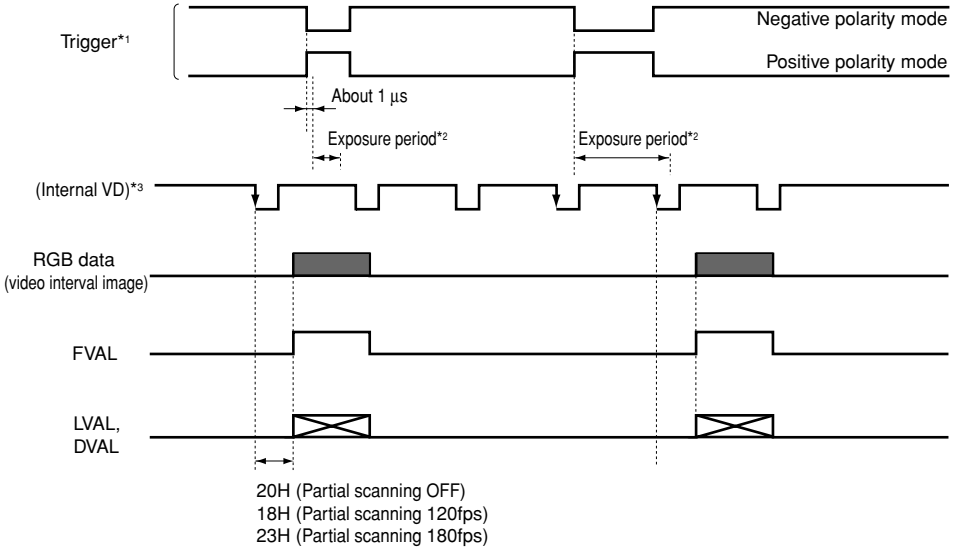 Negative polarity mode
Trigger*1
Positive polarity mode
About 1 μs
Exposure period*2
Exposure period*2
(Internal VD)*3
RGB data
(video interval image)
FVAL
LVAL,
DVAL
20H (Partial scanning OFF)
18H (Partial scanning 120fps)
23H (Partial scanning 180fps)